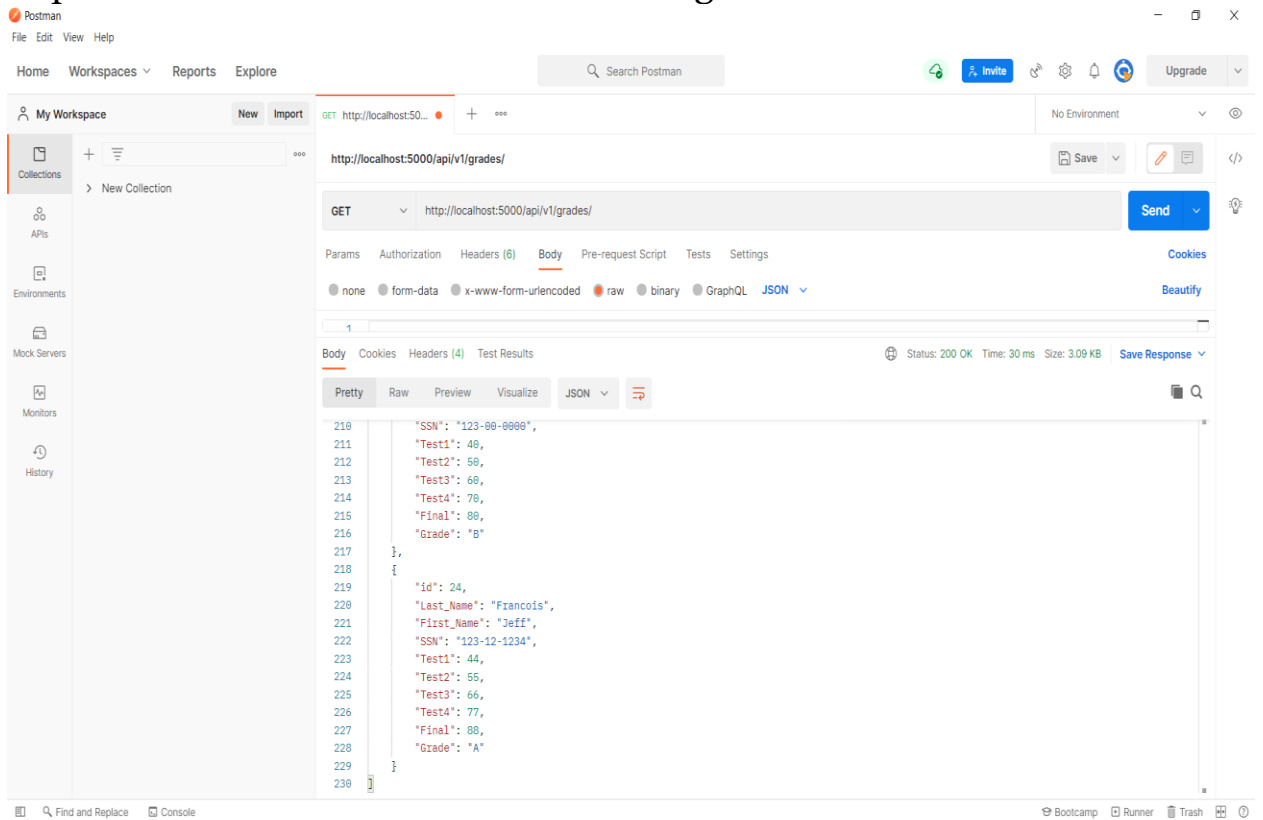 Postman
File Edit View Help
Home Workspaces Reports Explore
Search Postman
Invite
Upgrade
My Workspace
New Import
GET http://localhost:50...
No Environment
Collections
New Collection
APIs
Environments
Mock Servers
Monitors
History
http://localhost:5000/api/v1/grades/
Save
GET http://localhost:5000/api/v1/grades/
Send
Params Authorization Headers (6) Body Pre-request Script Tests Settings Cookies
none form-data x-www-form-urlencoded raw binary GraphQL JSON Beautify
1
Body Cookies Headers (4) Test Results Status: 200 OK Time: 30 ms Size: 3.09 KB Save Response
Pretty Raw Preview Visualize JSON
210 "SSN": "123-00-0000",
211 "Test1": 40,
212 "Test2": 50,
213 "Test3": 60,
214 "Test4": 70,
215 "Final": 80,
216 "Grade": "B"
217 },
218 {
219 "id": 24,
220 "Last_Name": "Francois",
221 "First_Name": "Jeff",
222 "SSN": "123-12-1234",
223 "Test1": 44,
224 "Test2": 55,
225 "Test3": 66,
226 "Test4": 77,
227 "Final": 88,
228 "Grade": "A"
229 }
230 ]
Find and Replace Console
Bootcamp Runner Trash